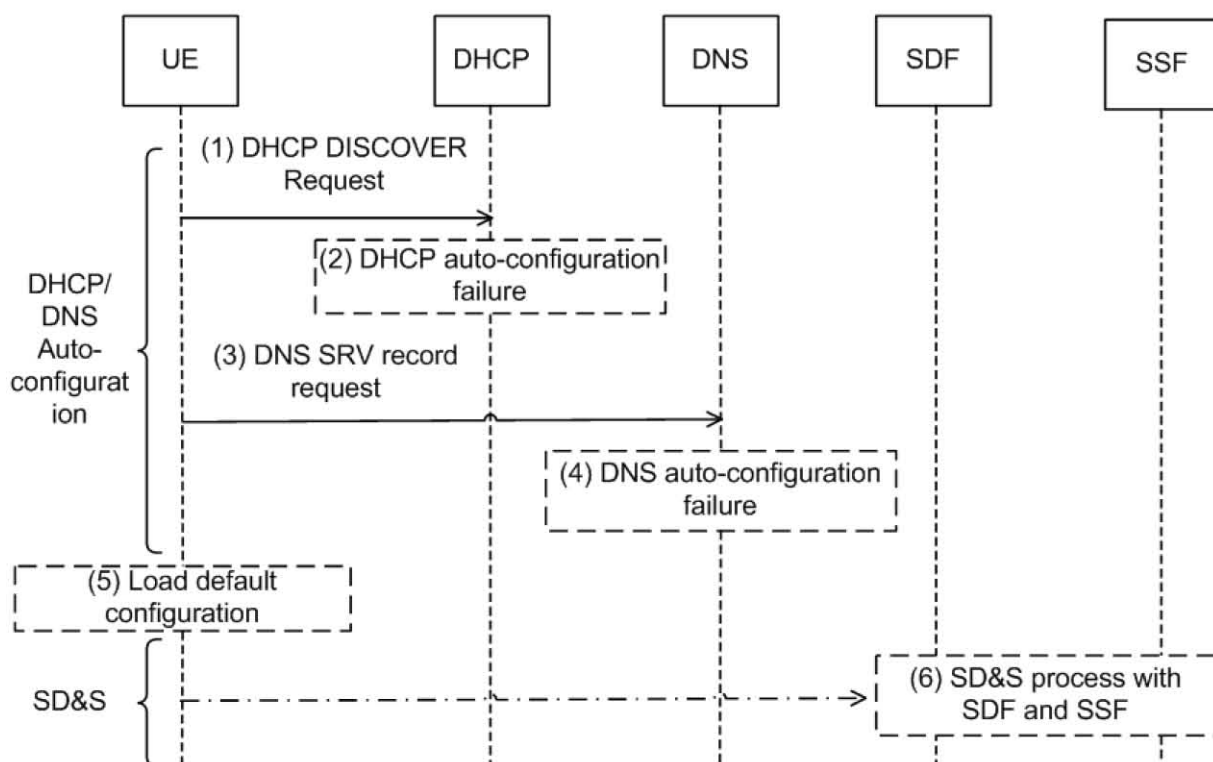 UE
DHCP
DNS
SDF
SSF
(1) DHCP DISCOVER
Request
(2) DHCP auto-configuration
failure
DHCP/
DNS
Auto-
configurat
ion
(3) DNS SRV record
request
(4) DNS auto-configuration
failure
(5) Load default
configuration
SD&S
(6) SD&S process with
SDF and SSF